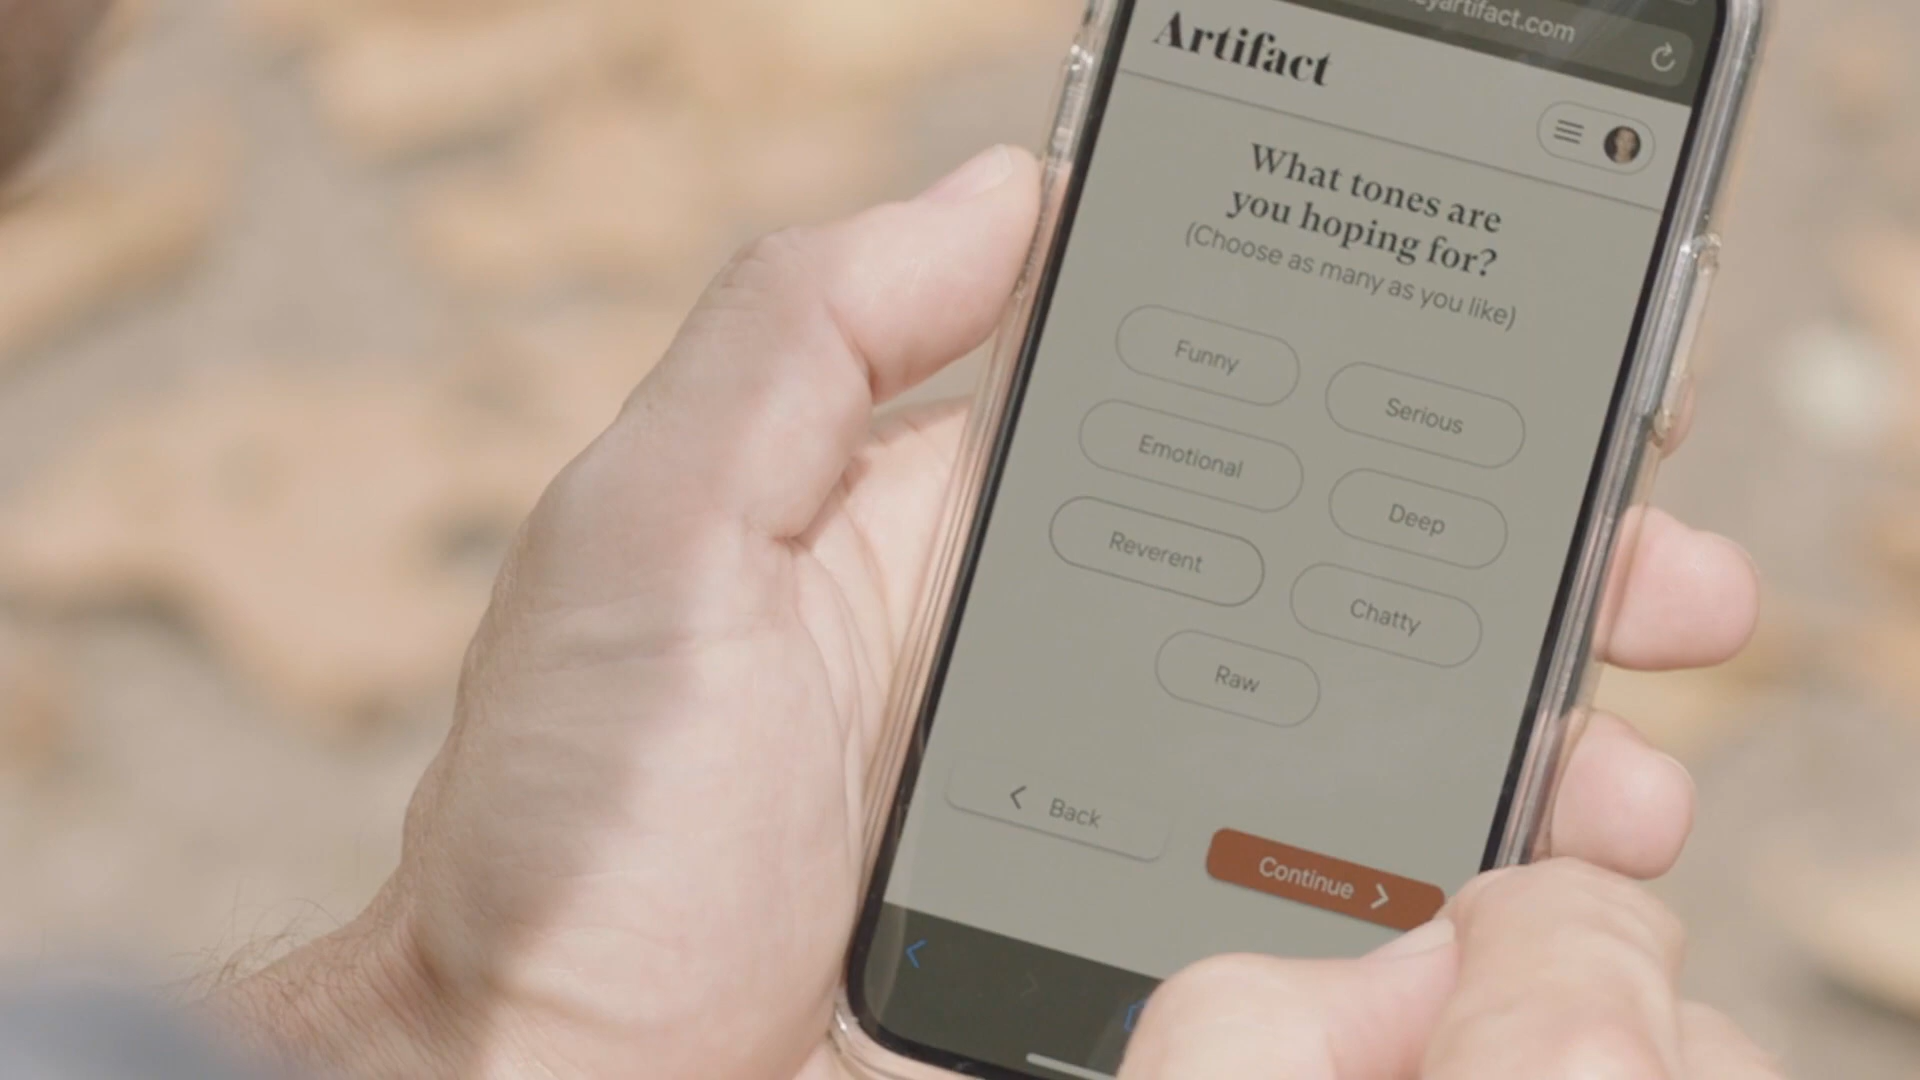 artifact.com
Artifact
What tones are
you hoping for?
(Choose as many as you like)
Funny
Serious
Emotional
Deep
Reverent
Chatty
Raw
Back
Continue